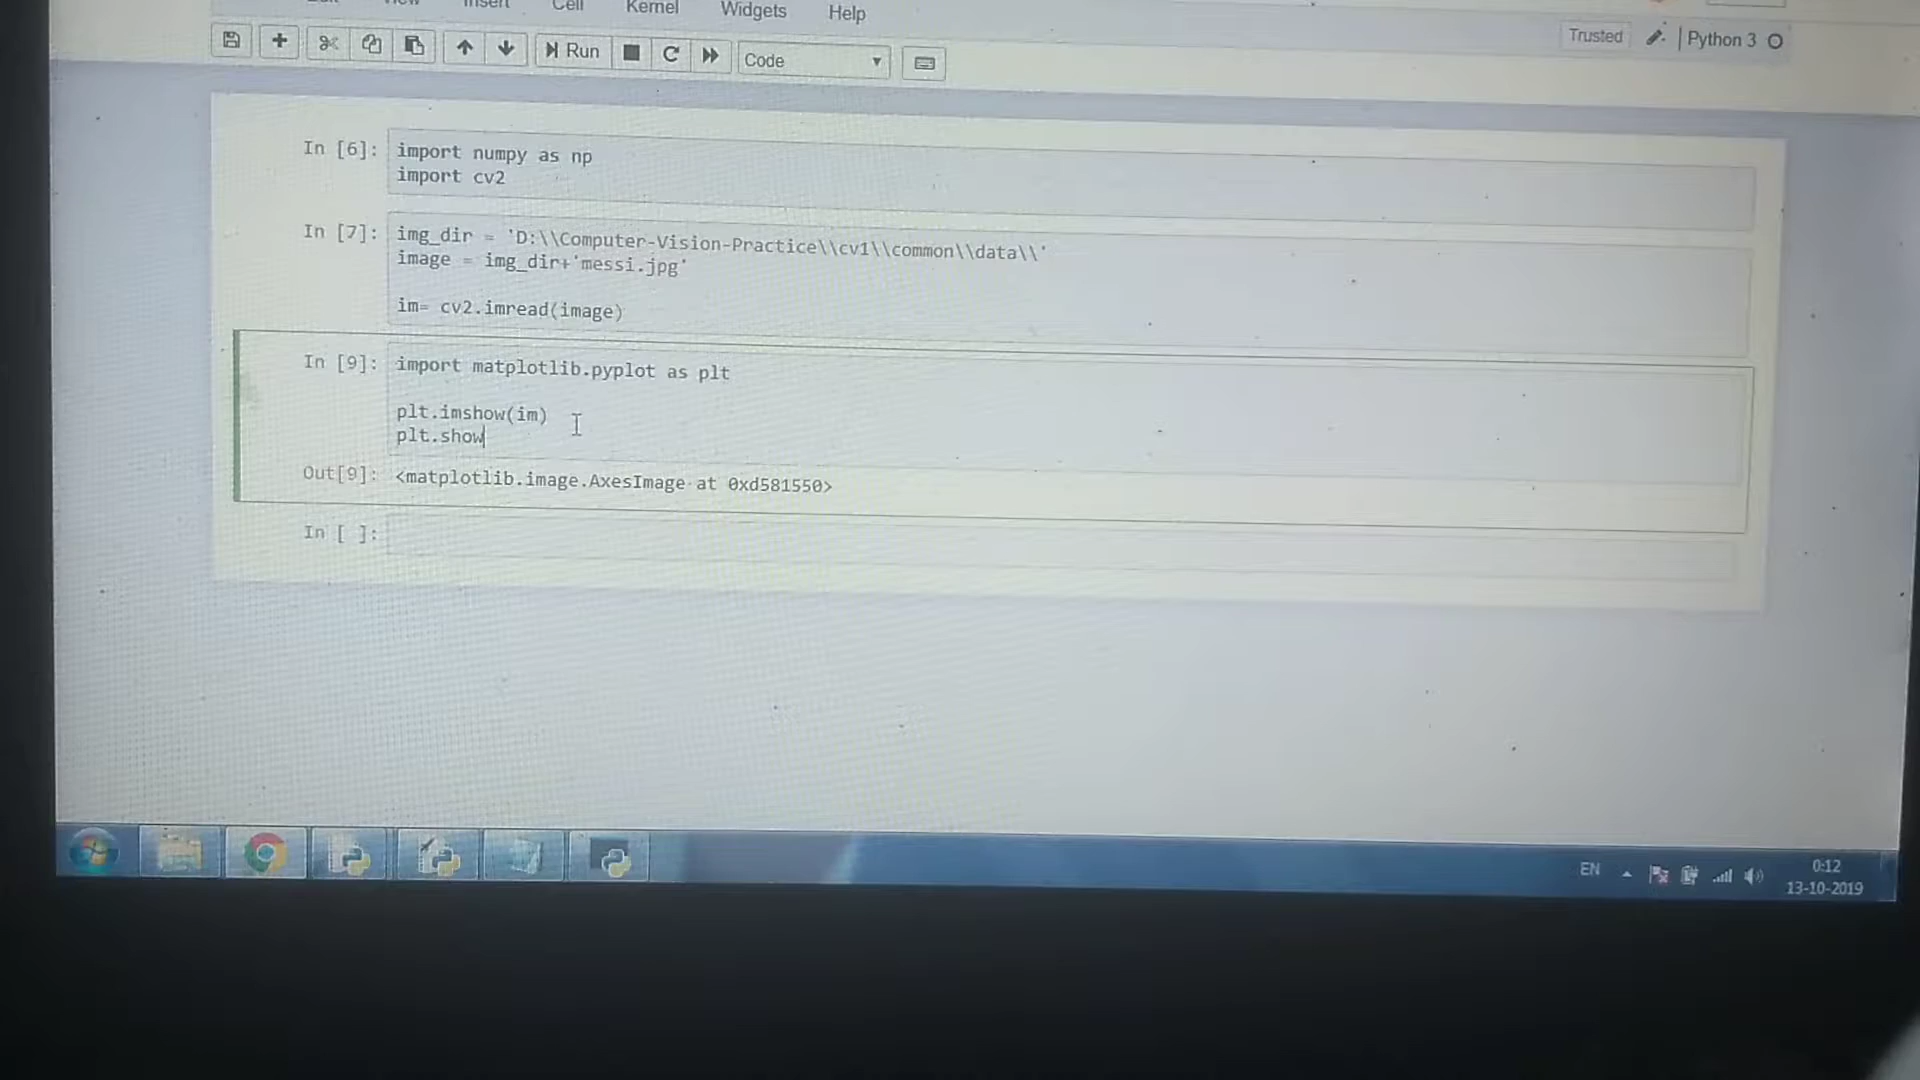 View Insert Cell Kernel Widgets Help
Run Code Trusted Python 3
In [6]: import numpy as np
import cv2
In [7]: img_dir = 'D:\\Computer-Vision-Practice\\cv1\\common\\data\\'
image = img_dir+'messi.jpg'
im= cv2.imread(image)
In [9]: import matplotlib.pyplot as plt
plt.imshow(im)
plt.show
Out[9]: <matplotlib.image.AxesImage at 0xd581550>
In [ ]:
EN
0:12
13-10-2019